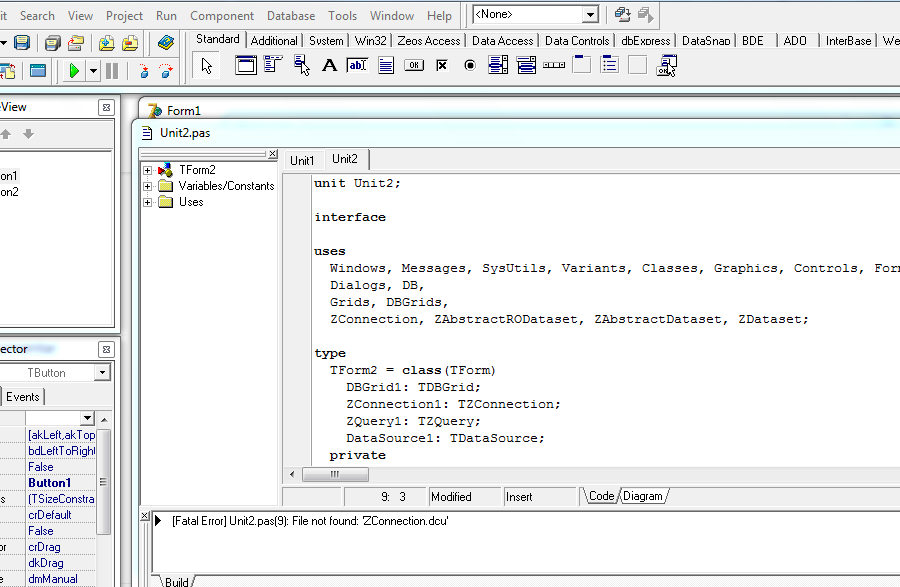 it Search View Project Run Component Database Tools Window Help <None>
Standard Additional System Win32 Zeos Access Data Access Data Controls dbExpress DataSnap BDE ADO InterBase We
View
Form1
Unit2.pas
on1
on2
TForm2
Variables/Constants
Uses
Unit1 Unit2
unit Unit2;
interface
uses
Windows, Messages, SysUtils, Variants, Classes, Graphics, Controls, For
Dialogs, DB,
Grids, DBGrids,
ZConnection, ZAbstractRODataset, ZAbstractDataset, ZDataset;
type
TForm2 = class(TForm)
DBGrid1: TDBGrid;
ZConnection1: TZConnection;
ZQuery1: TZQuery;
DataSource1: TDataSource;
private
ector
TButton
Events
[akLeft,akTop
bdLeftToRight
False
Button1
s (TSizeConstra
crDefault
False
or crDrag
dkDrag
e dmManual
9: 3 Modified Insert Code Diagram
[Fatal Error] Unit2.pas(9): File not found: 'ZConnection.dcu'
Build